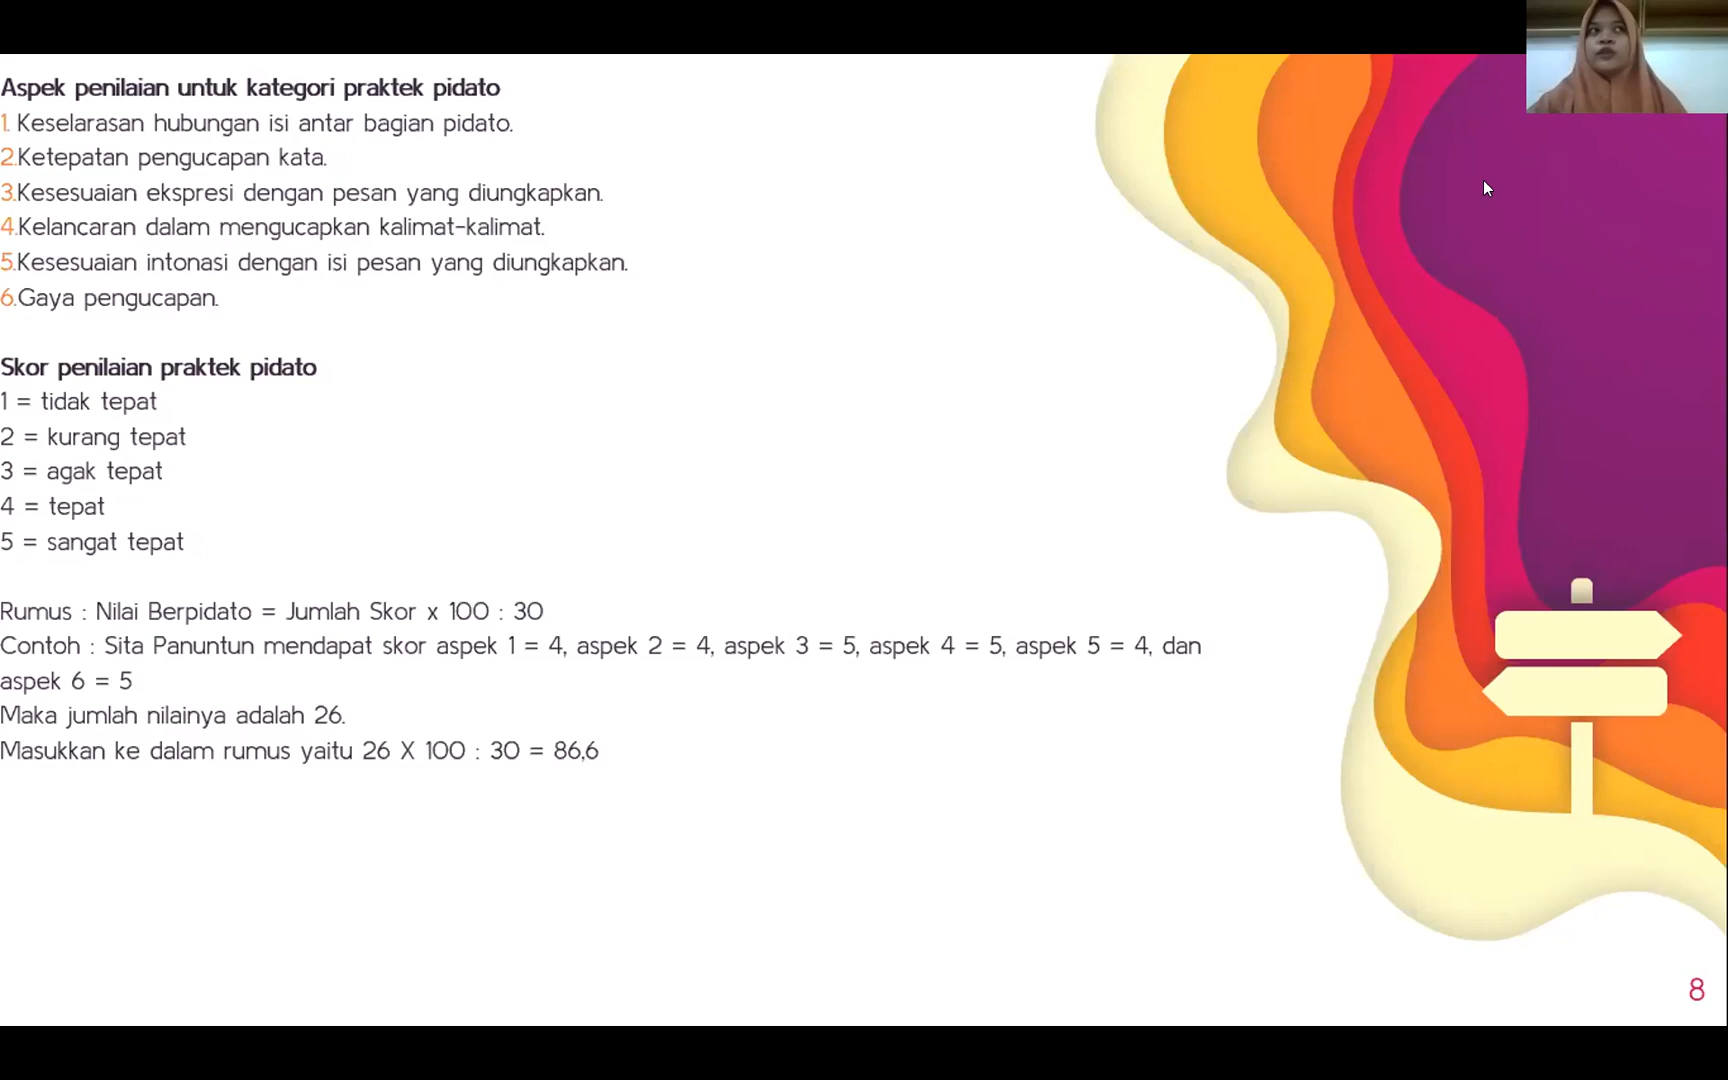 Aspek penilaian untuk kategori praktek pidato
1. Keselarasan hubungan isi antar bagian pidato.
2.Ketepatan pengucapan kata.
3.Kesesuaian ekspresi dengan pesan yang diungkapkan.
4.Kelancaran dalam mengucapkan kalimat-kalimat.
5.Kesesuaian intonasi dengan isi pesan yang diungkapkan.
6.Gaya pengucapan.
Skor penilaian praktek pidato
1 = tidak tepat
2 = kurang tepat
3 = agak tepat
4 = tepat
5 = sangat tepat
Rumus : Nilai Berpidato = Jumlah Skor x 100 : 30
Contoh : Sita Panuntun mendapat skor aspek 1 = 4, aspek 2 = 4, aspek 3 = 5, aspek 4 = 5, aspek 5 = 4, dan
aspek 6 = 5
Maka jumlah nilainya adalah 26.
Masukkan ke dalam rumus yaitu 26 X 100 : 30 = 86,6
8